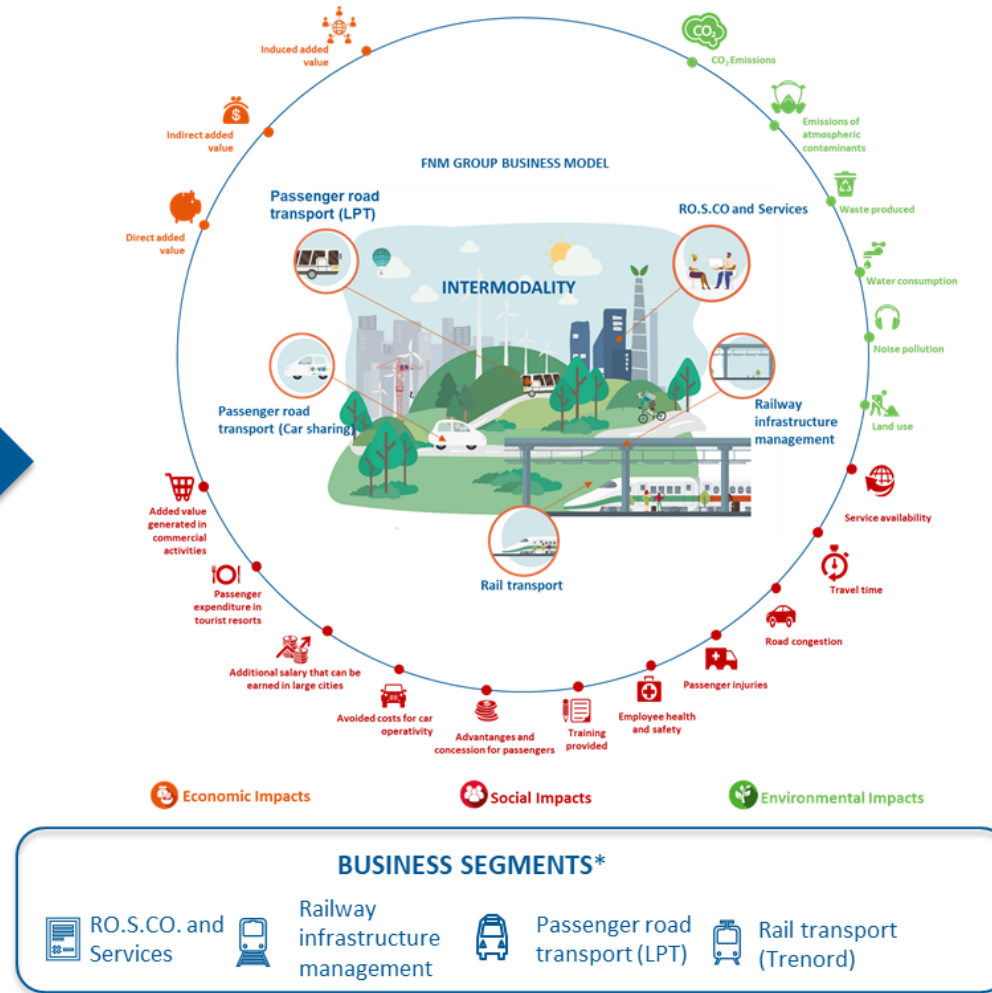 Induced added
value
CO₂
CO₂ Emissions
Indirect added
value
$
Emissions of
atmospheric
contaminants
FNM GROUP BUSINESS MODEL
Direct added
value
Passenger road
transport (LPT)
RO.S.CO and Services
Waste produced
INTERMODALITY
Water consumption
Noise pollution
Passenger road
transport (Car sharing)
Railway
infrastructure
management
Land use
Rail transport
Added value
generated in
commercial
activities
Passenger
expenditure in
tourist resorts
Additional salary that can be
earned in large cities
Avoided costs for car
operativity
Advantanges and
concession for passengers
Training
provided
Employee health
and safety
Passenger injuries
Road congestion
Travel time
Service availability
Economic Impacts
Social Impacts
Environmental Impacts
BUSINESS SEGMENTS*
RO.S.CO. and
Services
Railway
infrastructure
management
Passenger road
transport (LPT)
Rail transport
(Trenord)